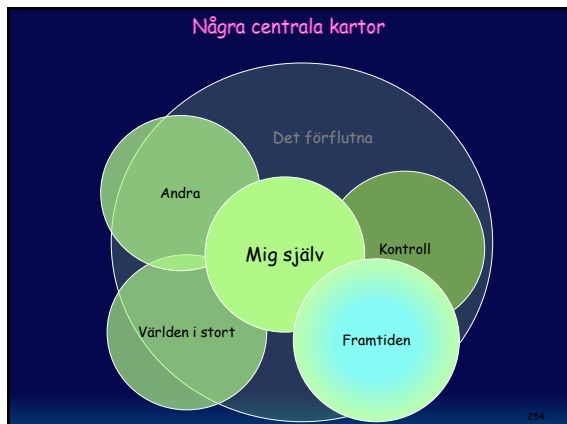 Några centrala kartor
Det förflutna
Andra
Mig själv
Kontroll
Världen i stort
Framtiden
254